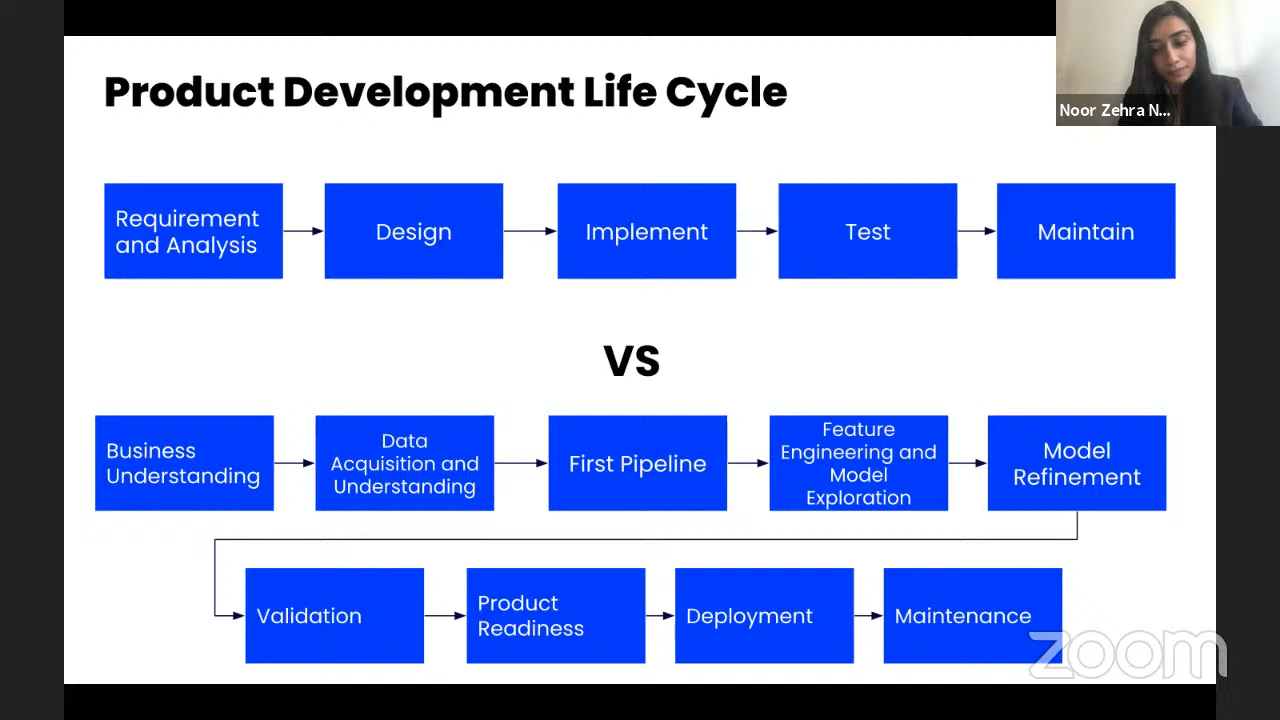 Product Development Life Cycle
Noor Zehra N...
Requirement
and Analysis
Design
Implement
Test
Maintain
VS
Business
Understanding
Data
Acquisition and
Understanding
First Pipeline
Feature
Engineering and
Model
Exploration
Model
Refinement
Validation
Product
Readiness
Deployment
Maintenance
zoom